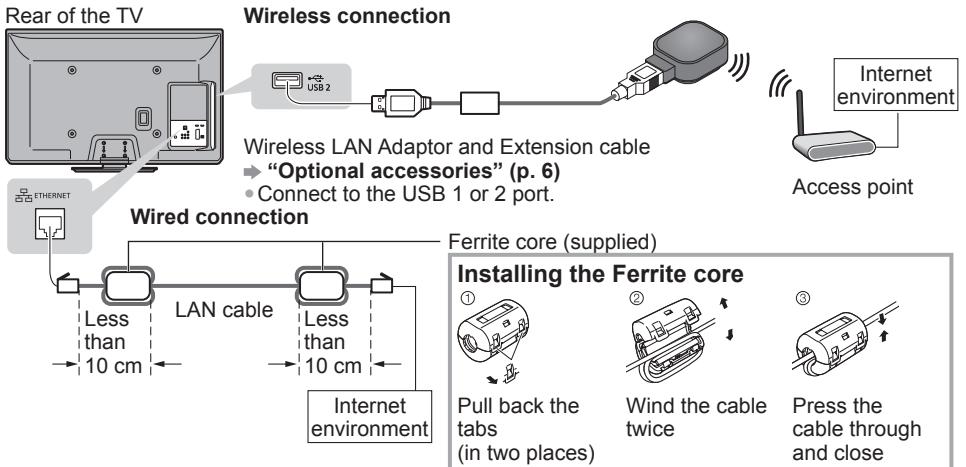 Rear of the TV
Wireless connection
USB 2
Internet
environment
Wireless LAN Adaptor and Extension cable
➡ “Optional accessories” (p. 6)
● Connect to the USB 1 or 2 port.
Access point
ETHERNET
Wired connection
Ferrite core (supplied)
LAN cable
Less
than
10 cm
Less
than
10 cm
Internet
environment
Installing the Ferrite core
①
Pull back the
tabs
(in two places)
②
Wind the cable
twice
③
Press the
cable through
and close